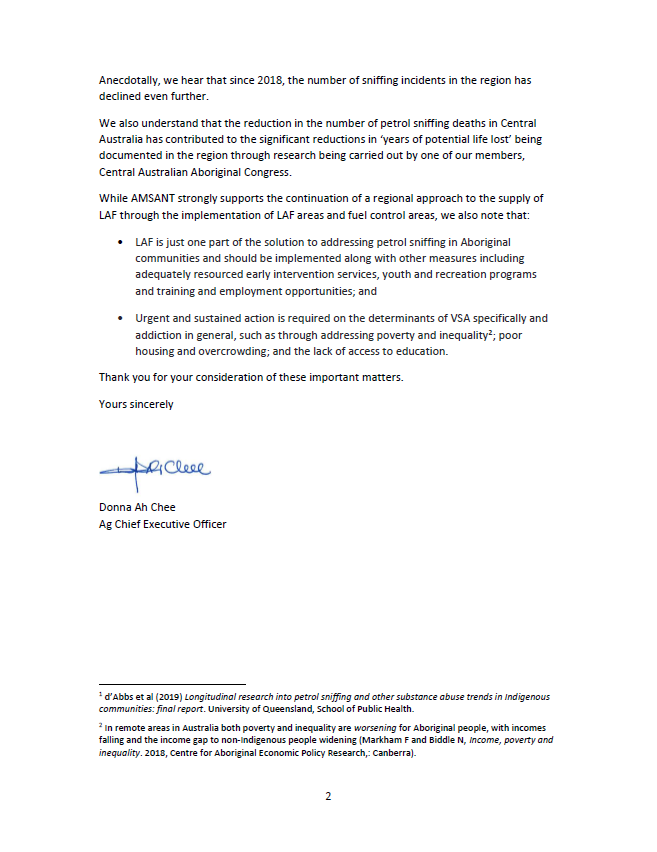 Anecdotally, we hear that since 2018, the number of sniffing incidents in the region has
declined even further.
We also understand that the reduction in the number of petrol sniffing deaths in Central
Australia has contributed to the significant reductions in ‘years of potential life lost’ being
documented in the region through research being carried out by one of our members,
Central Australian Aboriginal Congress.
While AMSANT strongly supports the continuation of a regional approach to the supply of
LAF through the implementation of LAF areas and fuel control areas, we also note that:
• LAF is just one part of the solution to addressing petrol sniffing in Aboriginal
communities and should be implemented along with other measures including
adequately resourced early intervention services, youth and recreation programs
and training and employment opportunities; and
• Urgent and sustained action is required on the determinants of VSA specifically and
addiction in general, such as through addressing poverty and inequality²; poor
housing and overcrowding; and the lack of access to education.
Thank you for your consideration of these important matters.
Yours sincerely
Donna Ah Chee
Ag Chief Executive Officer
¹ d’Abbs et al (2019) Longitudinal research into petrol sniffing and other substance abuse trends in Indigenous
communities: final report. University of Queensland, School of Public Health.
² In remote areas in Australia both poverty and inequality are worsening for Aboriginal people, with incomes
falling and the income gap to non-Indigenous people widening (Markham F and Biddle N, Income, poverty and
inequality. 2018, Centre for Aboriginal Economic Policy Research,: Canberra).
2